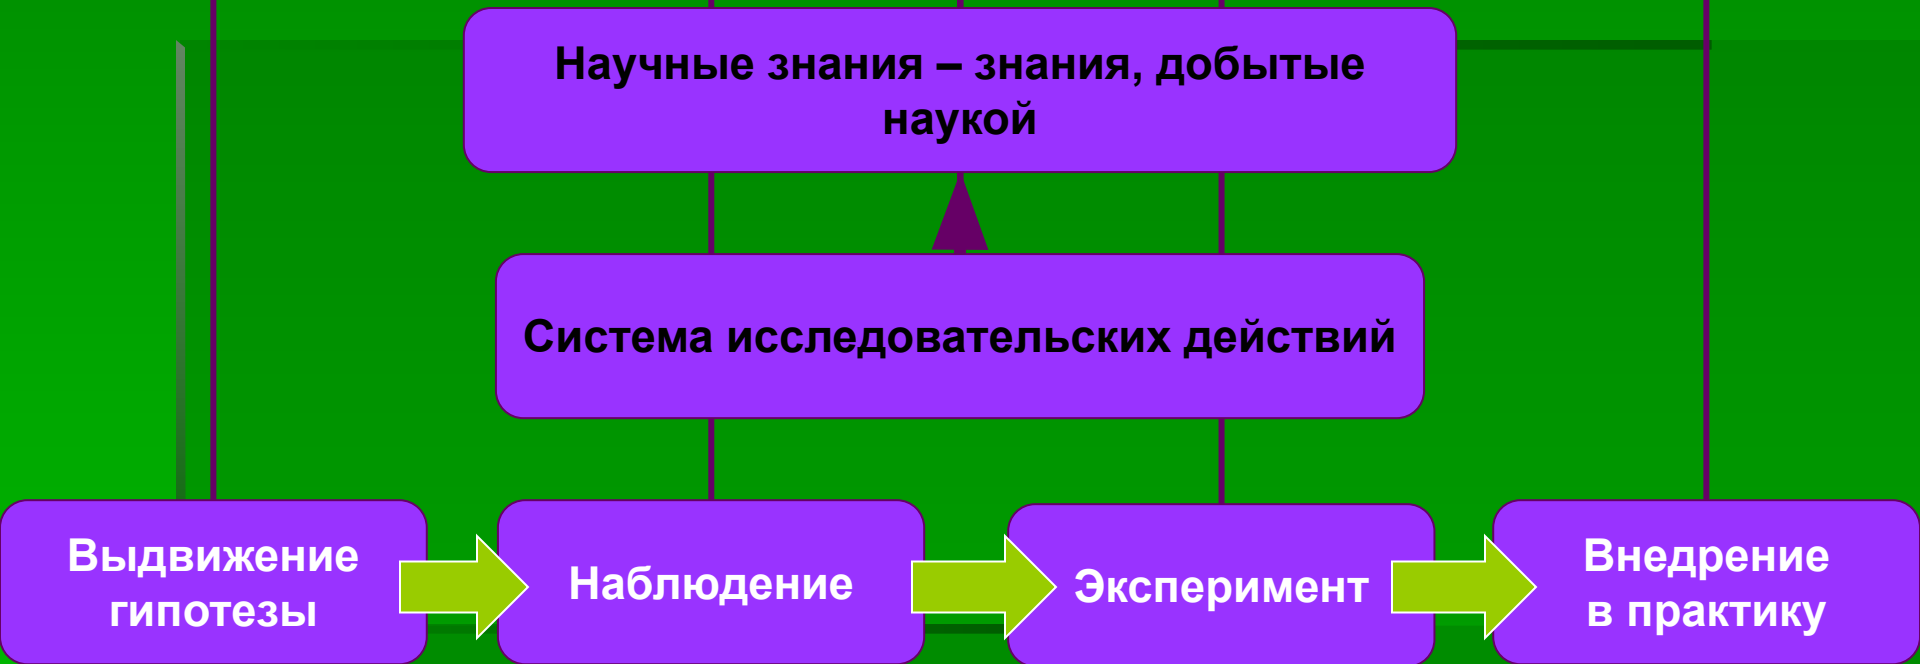 Научные знания – знания, добытые
наукой
Система исследовательских действий
Выдвижение
гипотезы
Наблюдение
Эксперимент
Внедрение
в практику